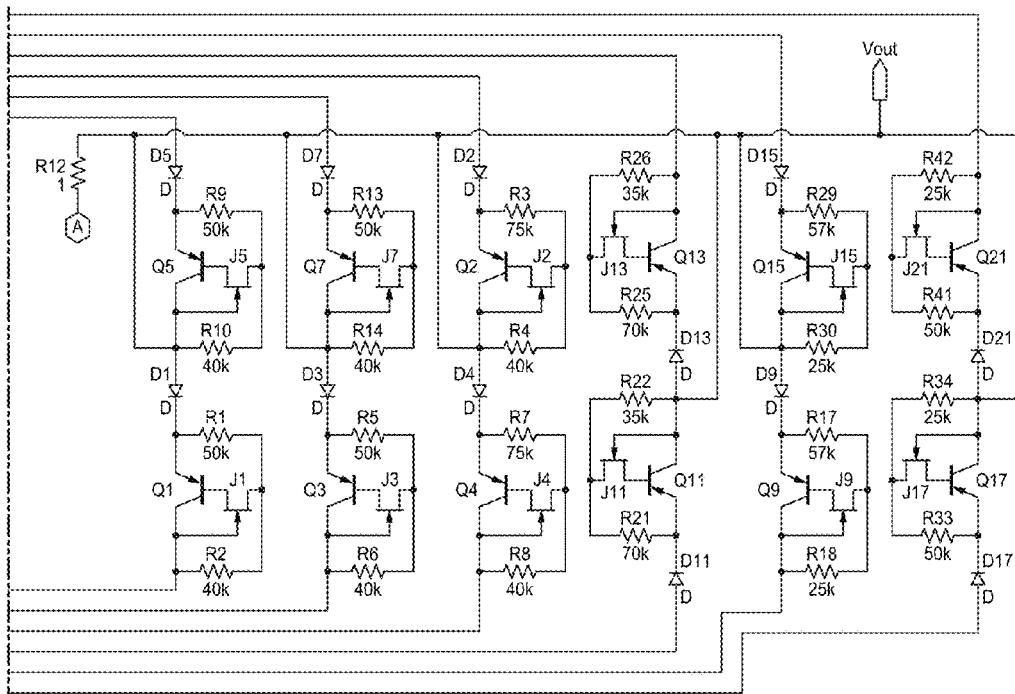 Vout
R12
1
A
D5
D
R9
50k
Q5
J5
R10
40k
D7
D
R13
50k
Q7
J7
R14
40k
D2
D
R3
75k
Q2
J2
R4
40k
R26
35k
J13
Q13
R25
70k
D13
D
D15
D
R29
57k
Q15
J15
R30
25k
R42
25k
J21
Q21
R41
50k
D21
D
D1
D
R1
50k
Q1
J1
R2
40k
D3
D
R5
50k
Q3
J3
R6
40k
D4
D
R7
75k
Q4
J4
R8
40k
R22
35k
J11
Q11
R21
70k
D11
D
D9
D
R17
57k
Q9
J9
R18
25k
R34
25k
J17
Q17
R33
50k
D17
D